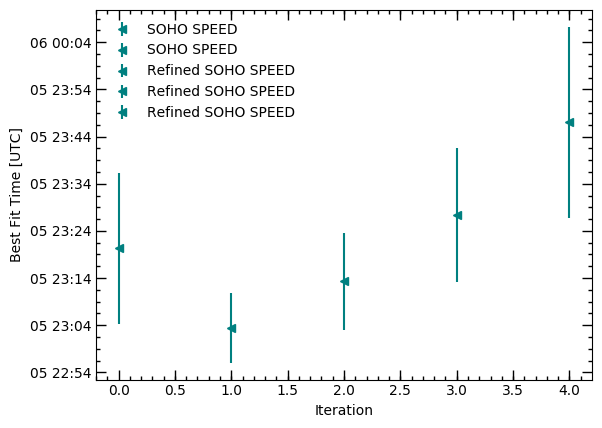 SOHO SPEED
SOHO SPEED
Refined SOHO SPEED
Refined SOHO SPEED
Refined SOHO SPEED
Best Fit Time [UTC]
06 00:04
05 23:54
05 23:44
05 23:34
05 23:24
05 23:14
05 23:04
05 22:54
0.0 0.5 1.0 1.5 2.0 2.5 3.0 3.5 4.0
Iteration